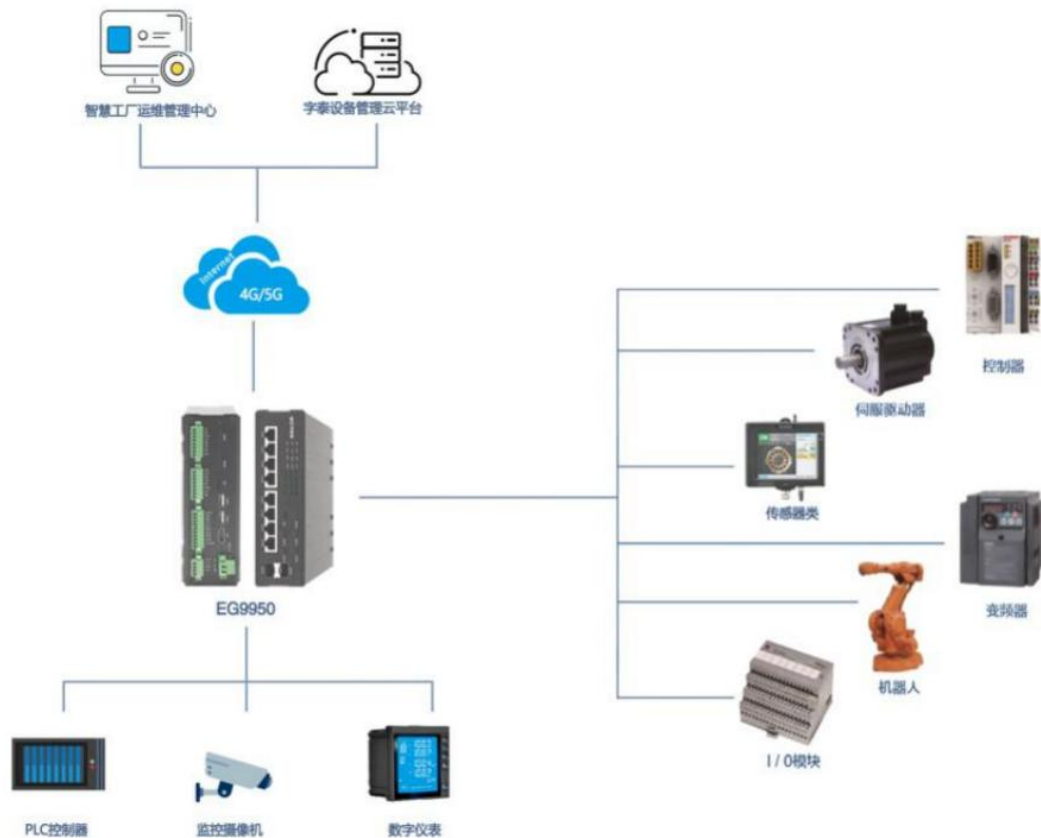 智慧工厂运维管理中心
字泰设备管理云平台
Internet
4G/5G
控制器
伺服驱动器
传感器类
EG9950
变频器
机器人
I/O模块
PLC控制器
监控摄像机
数字仪表